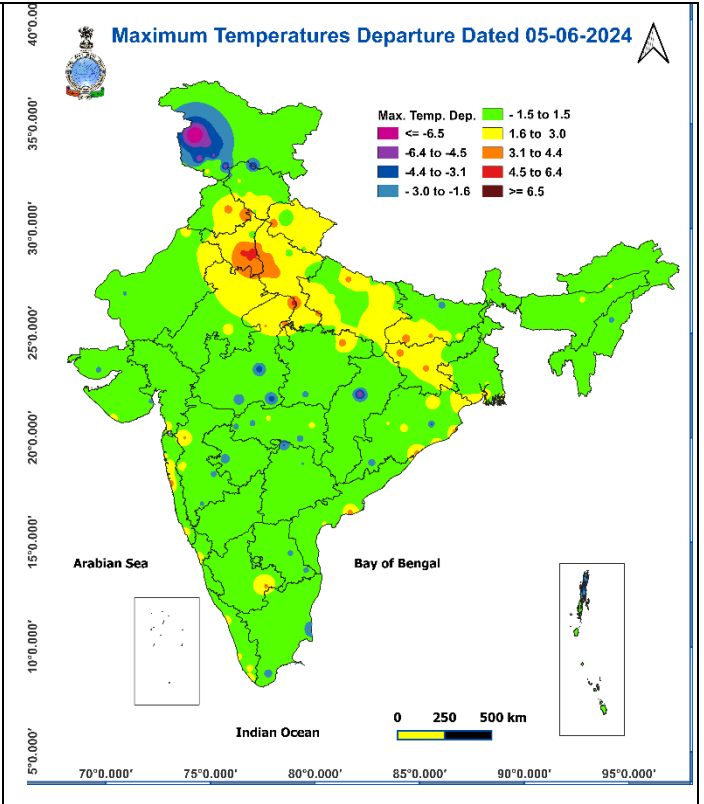 Maximum Temperatures Departure Dated 05-06-2024
Max. Temp. Dep.
<= -6.5
-6.4 to -4.5
-4.4 to -3.1
- 3.0 to -1.6
- 1.5 to 1.5
1.6 to 3.0
3.1 to 4.4
4.5 to 6.4
>= 6.5
40°0.000'
35°0.000'
30°0.000'
25°0.000'
20°0.000'
15°0.000'
10°0.000'
5°0.000'
Arabian Sea
Bay of Bengal
Indian Ocean
0 250 500 km
70°0.000' 75°0.000' 80°0.000' 85°0.000' 90°0.000' 95°0.000'